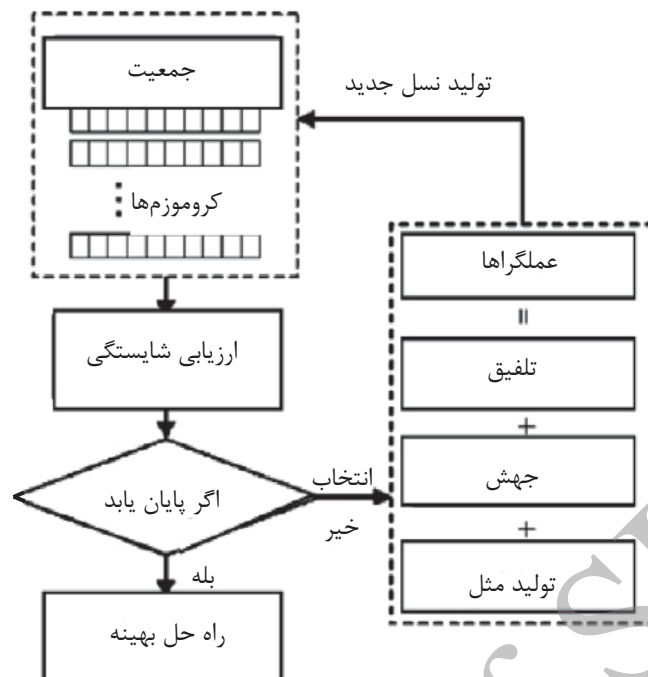 جمعیت
تولید نسل جدید
کروموزم‌ها
عملگراها
=
ارزیابی شایستگی
تلفیق
+
انتخاب
جهش
اگر پایان یابد
خیر
+
بله
تولید مثل
راه حل بهینه